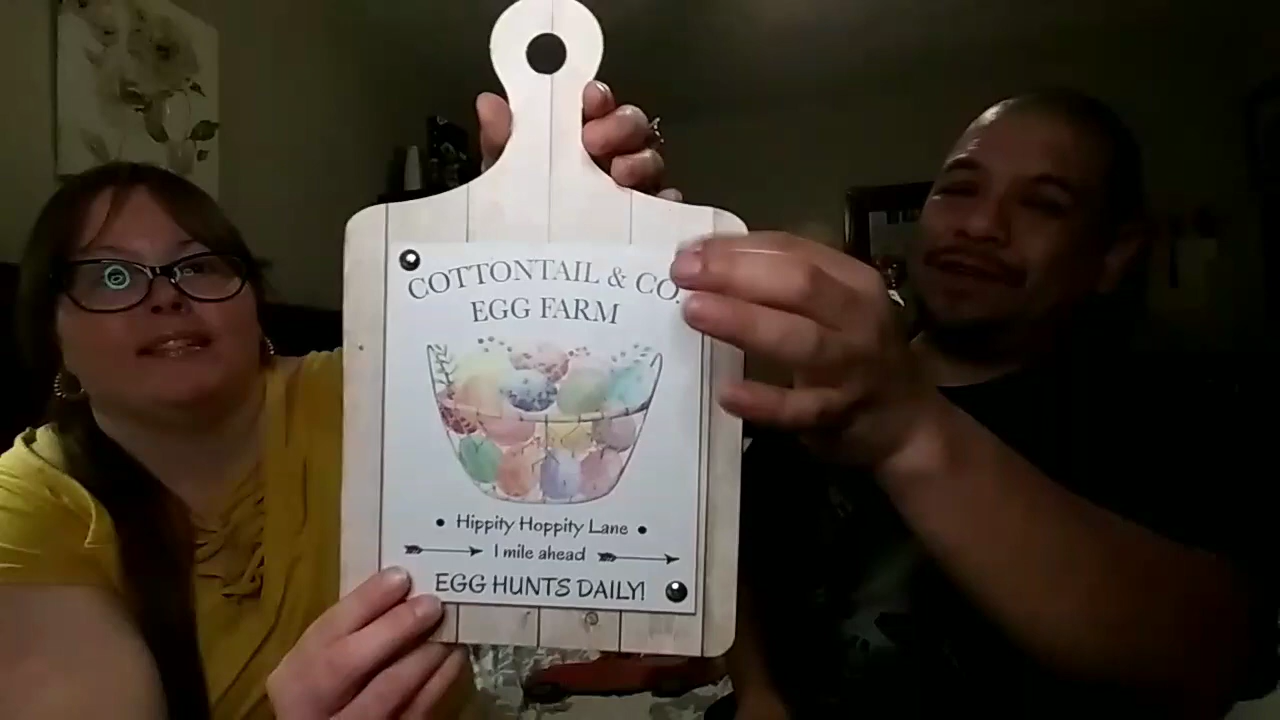 COTTONTAIL & CO.
EGG FARM
• Hippity Hoppity Lane •
1 mile ahead
EGG HUNTS DAILY!